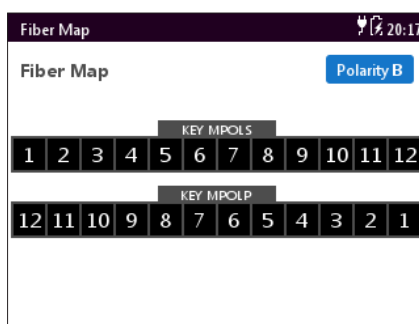 Fiber Map 20:17
Fiber Map Polarity B
KEY MPOLS
1 2 3 4 5 6 7 8 9 10 11 12
KEY MPOLP
12 11 10 9 8 7 6 5 4 3 2 1